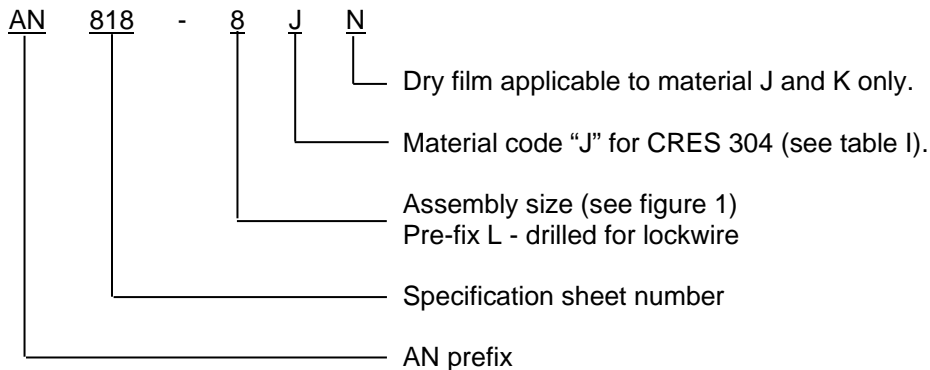 AN 818 - 8 J N
Dry film applicable to material J and K only.
Material code “J” for CRES 304 (see table I).
Assembly size (see figure 1)
Pre-fix L - drilled for lockwire
Specification sheet number
AN prefix